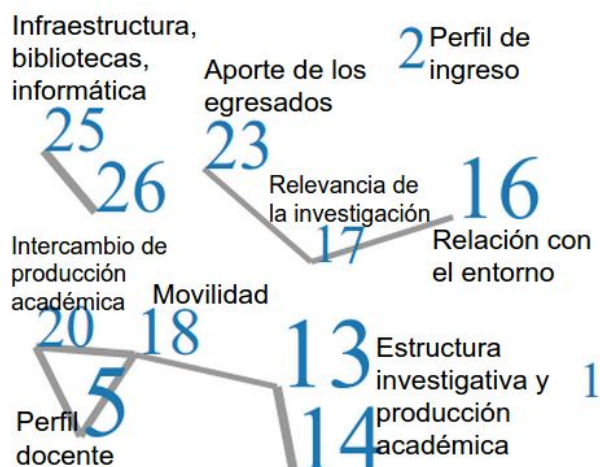 Infraestructura,
bibliotecas,
informática
25
26
Aporte de los
egresados
23
2 Perfil de
ingreso
Relevancia de
la investigación
17
16
Relación con
el entorno
Intercambio de
producción
académica
20
Movilidad
18
5
Perfil
docente
13
14
Estructura
investigativa y
producción
académica
1